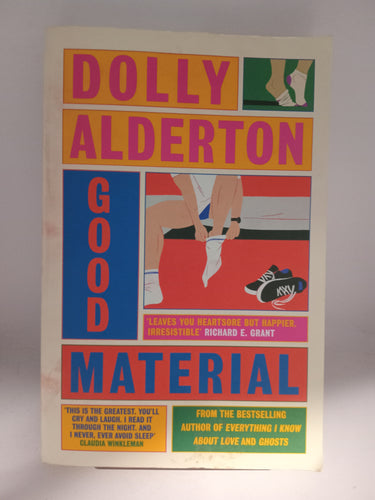 DOLLY
ALDERTON
GOOD
'LEAVES YOU HEARTSORE BUT HAPPIER.
IRRESISTIBLE' RICHARD E. GRANT
MATERIAL
'THIS IS THE GREATEST. YOU'LL
CRY AND LAUGH. I READ IT
THROUGH THE NIGHT. AND
I NEVER, EVER AVOID SLEEP'
CLAUDIA WINKLEMAN
FROM THE BESTSELLING
AUTHOR OF EVERYTHING I KNOW
ABOUT LOVE AND GHOSTS